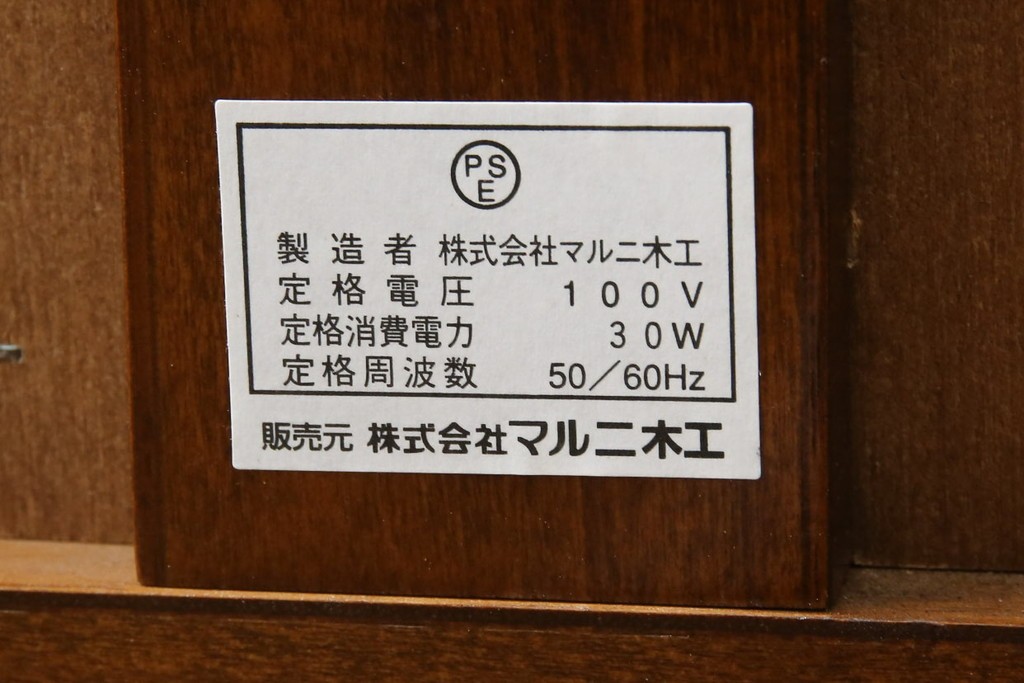 PSE
製造者 株式会社マルニ木工
定格電圧 100V
定格消費電力 30W
定格周波数 50/60Hz
販売元 株式会社マルニ木工